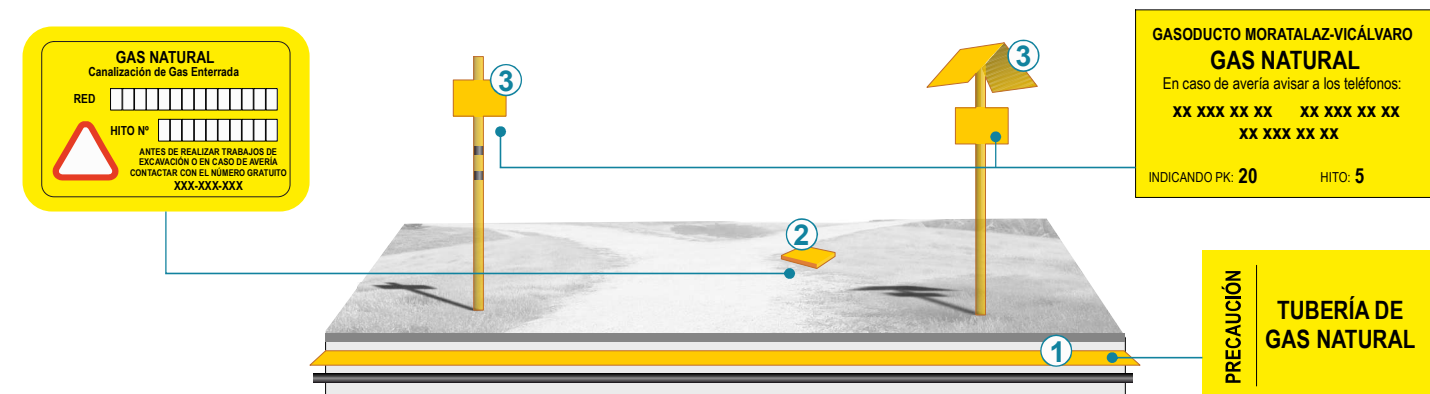 GAS NATURAL
Canalización de Gas Enterrada
RED
HITO Nº
ANTES DE REALIZAR TRABAJOS DE
EXCAVACIÓN O EN CASO DE AVERÍA
CONTACTAR CON EL NÚMERO GRATUITO
XXX-XXX-XXX
3
3
GASODUCTO MORATALAZ-VICÁLVARO
GAS NATURAL
En caso de avería avisar a los teléfonos:
xx xxx xx xx xx xxx xx xx
xx xxx xx xx
INDICANDO PK: 20 HITO: 5
2
1
PRECAUCIÓN
TUBERÍA DE
GAS NATURAL